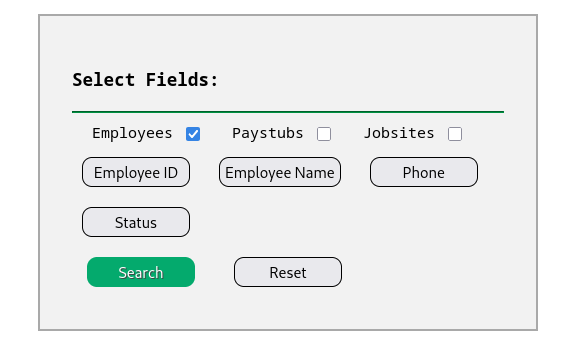 Select Fields:
Employees Paystubs Jobsites
Employee ID Employee Name Phone
Status
Search Reset